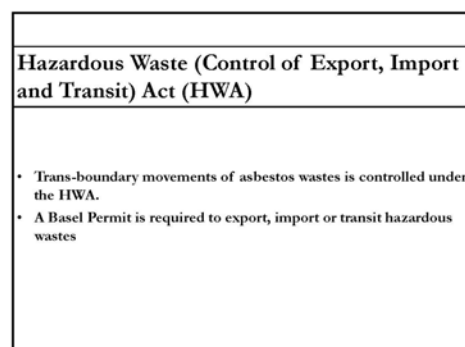 Hazardous Waste (Control of Export, Import
and Transit) Act (HWA)
• Trans-boundary movements of asbestos wastes is controlled under
the HWA.
• A Basel Permit is required to export, import or transit hazardous
wastes